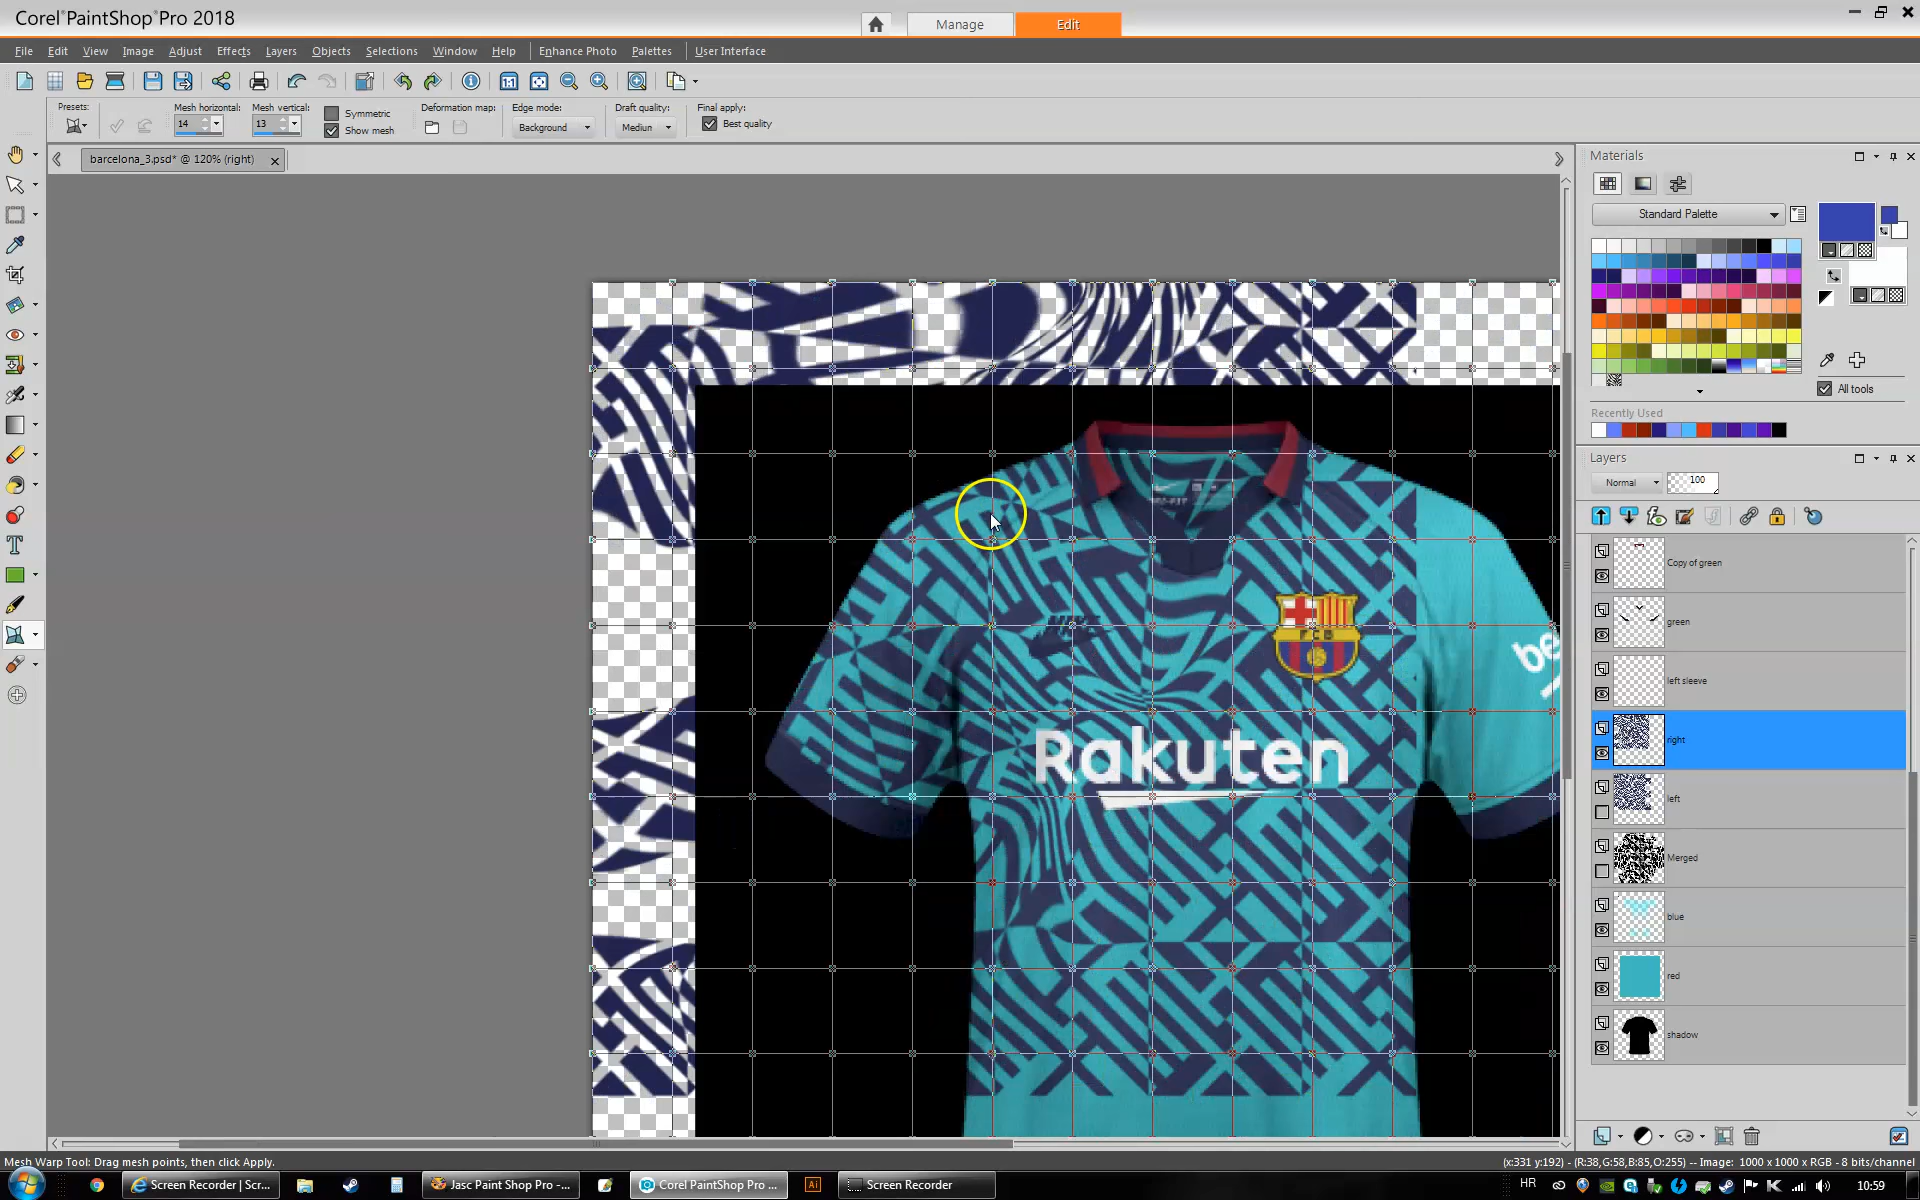 Corel PaintShop Pro 2018
Manage
Edit
File Edit View Image Adjust Effects Layers Objects Selections Window Help Enhance Photo Palettes User Interface
Presets:
Mesh horizontal:
14
Mesh vertical:
13
Symmetric
Show mesh
Deformation map:
Edge mode:
Background
Draft quality:
Mediun
Final apply:
Best quality
barcelona_3.psd* @ 120% (right)
Materials
Standard Palette
All tools
Recently Used
Layers
Normal
100
Copy of green
green
left sleeve
right
left
Merged
blue
red
shadow
F C B
be
Rakuten
Mesh Warp Tool: Drag mesh points, then click Apply.
(x:331 y:192) - (R:38,G:58,B:85,O:255) -- Image: 1000 x 1000 x RGB - 8 bits/channel
Screen Recorder | Scr...
Jasc Paint Shop Pro -...
Corel PaintShop Pro ...
Ai
Screen Recorder
HR
10:59